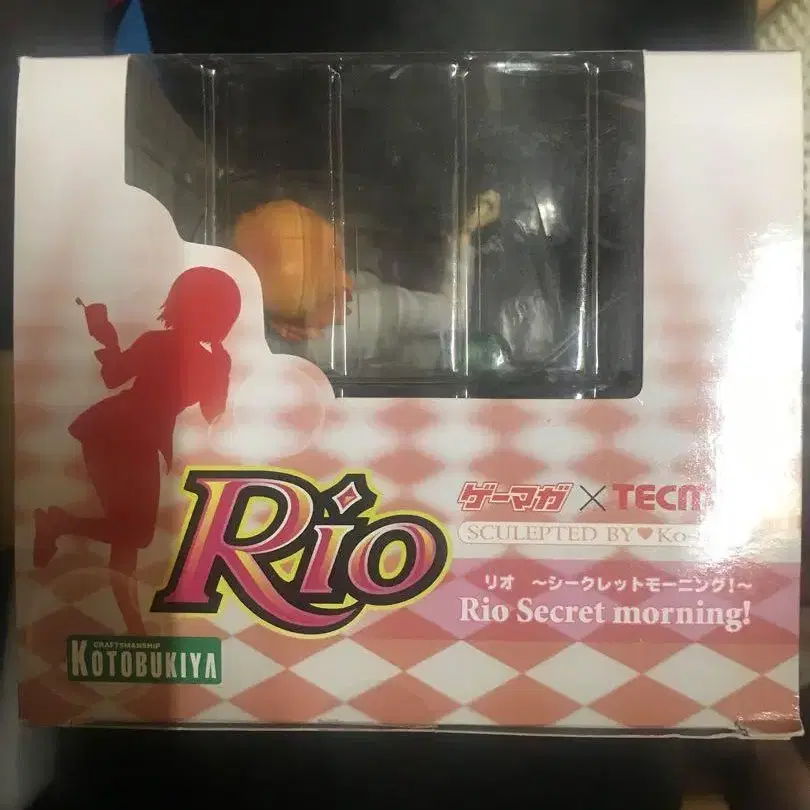 Rio
ゲーマガ×TECM
SCULEPTED BY♥Ko
リオ ～シークレットモーニング!～
Rio Secret morning!
CRAFTSMANSHIP
KOTOBUKIYA